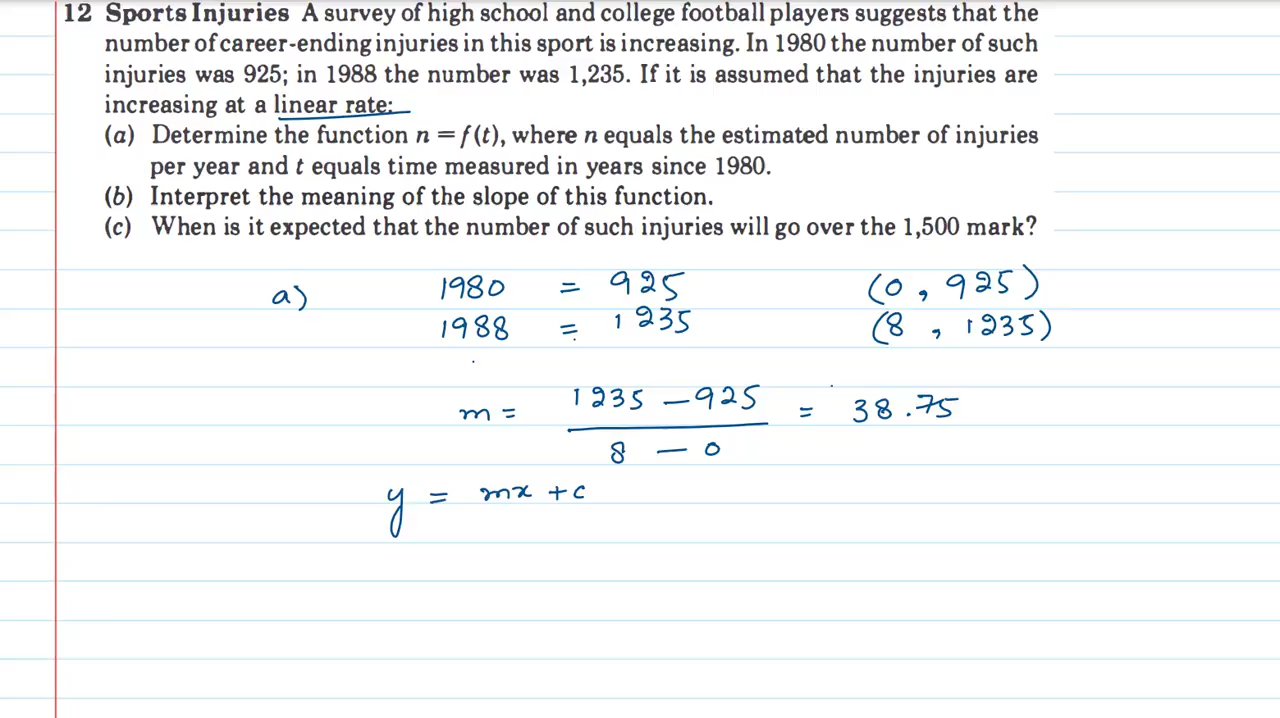 12 Sports Injuries A survey of high school and college football players suggests that the
number of career-ending injuries in this sport is increasing. In 1980 the number of such
injuries was 925; in 1988 the number was 1,235. If it is assumed that the injuries are
increasing at a linear rate:
(a) Determine the function n = f(t), where n equals the estimated number of injuries
per year and t equals time measured in years since 1980.
(b) Interpret the meaning of the slope of this function.
(c) When is it expected that the number of such injuries will go over the 1,500 mark?
a) 1980 = 925 (0, 925)
1988 = 1235 (8, 1235)
m = 1235 - 925 = 38.75
8 - 0
y = mx + c